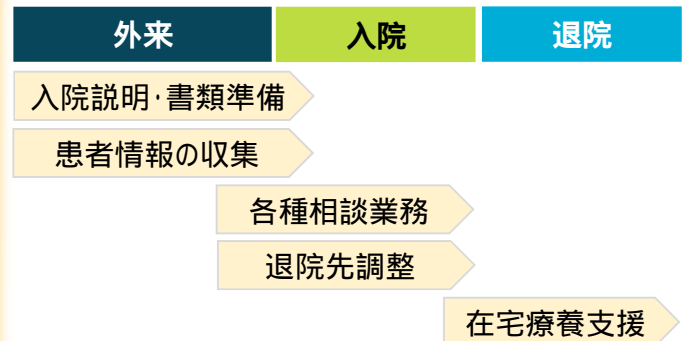 外来 入院 退院
入院説明･書類準備
患者情報の収集
各種相談業務
退院先調整
在宅療養支援